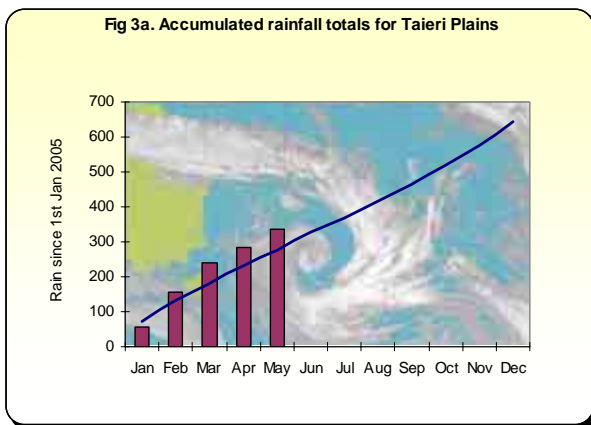 Fig 3a. Accumulated rainfall totals for Taieri Plains
Rain since 1st Jan 2005
700
600
500
400
300
200
100
0
Jan Feb Mar Apr May Jun Jul Aug Sep Oct Nov Dec